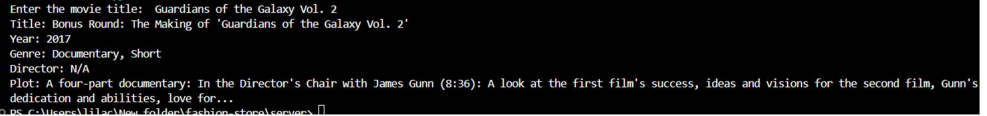 Enter the movie title:  Guardians of the Galaxy Vol. 2
Title: Bonus Round: The Making of 'Guardians of the Galaxy Vol. 2'
Year: 2017
Genre: Documentary, Short
Director: N/A
Plot: A four-part documentary: In the Director's Chair with James Gunn (8:36): A look at the first film's success, ideas and visions for the second film, Gunn's
dedication and abilities, love for...
PS C:\Users\lilac\New folder\fashion-store\server>